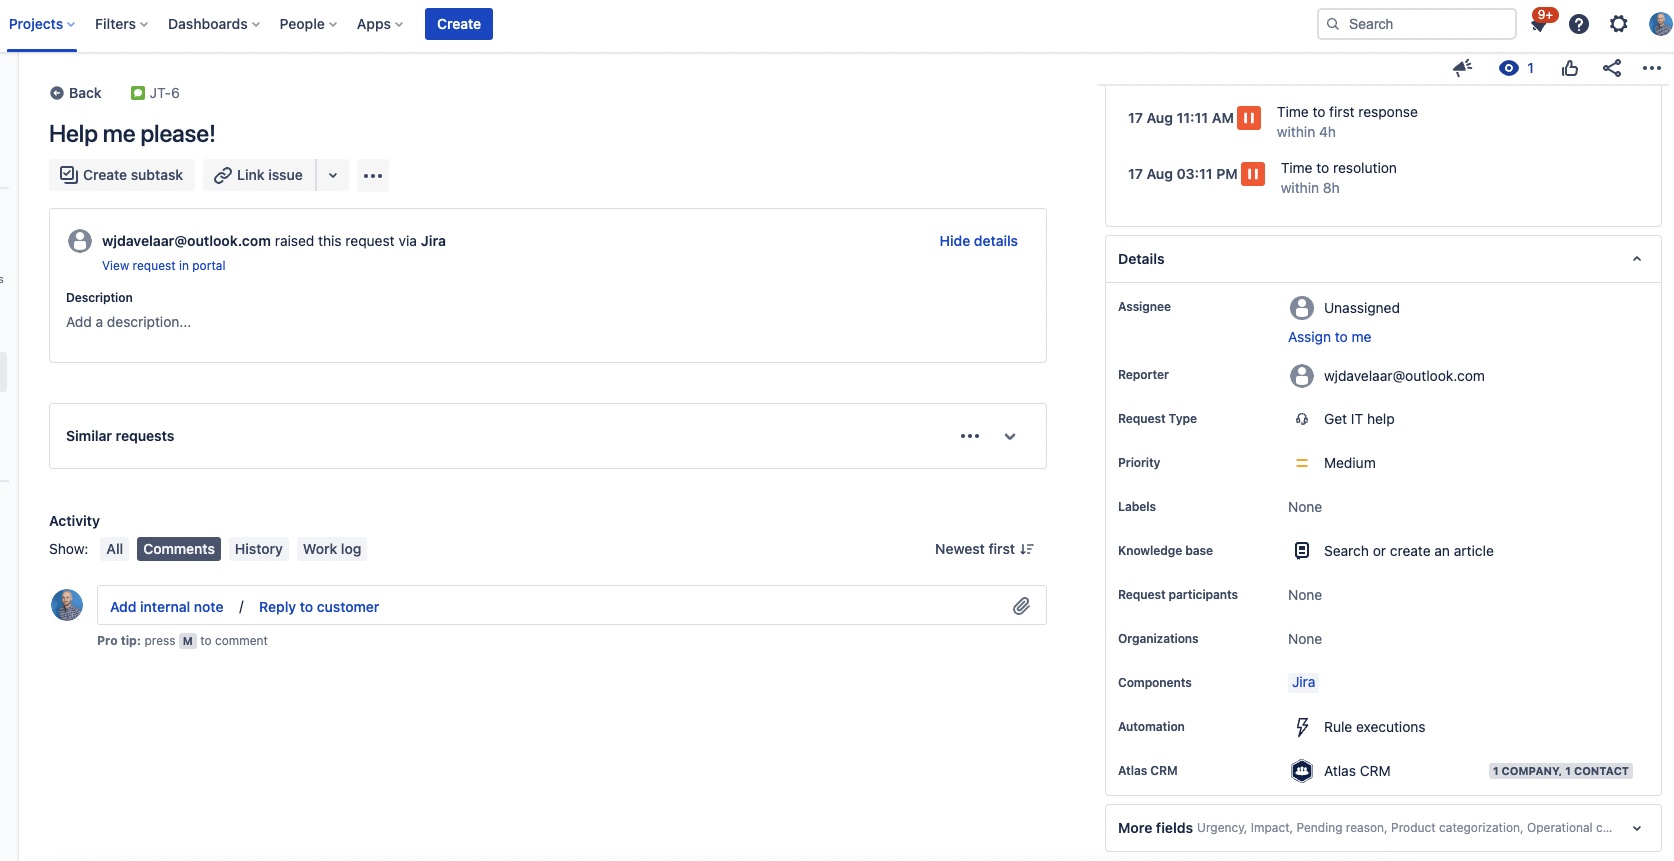 Projects Filters Dashboards People Apps Create Search 9+
1
Back JT-6
Help me please!
Create subtask Link issue
wjdavelaar@outlook.com raised this request via Jira Hide details
View request in portal
Description
Add a description...
Similar requests
Activity
Show: All Comments History Work log Newest first
Add internal note / Reply to customer
Pro tip: press M to comment
17 Aug 11:11 AM Time to first response
within 4h
17 Aug 03:11 PM Time to resolution
within 8h
Details
Assignee Unassigned
Assign to me
Reporter wjdavelaar@outlook.com
Request Type Get IT help
Priority Medium
Labels None
Knowledge base Search or create an article
Request participants None
Organizations None
Components Jira
Automation Rule executions
Atlas CRM Atlas CRM 1 COMPANY, 1 CONTACT
More fields Urgency, Impact, Pending reason, Product categorization, Operational c...